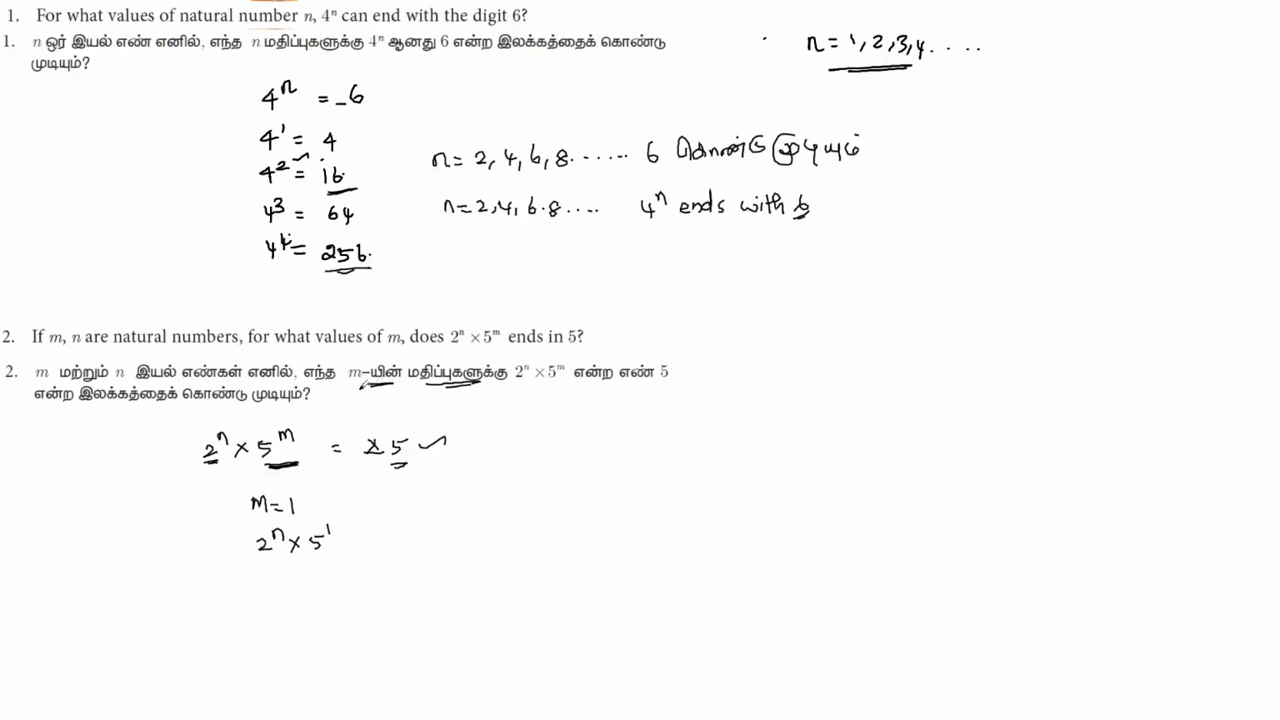 1. For what values of natural number n, 4ⁿ can end with the digit 6?
1. n ஓர் இயல் எண் எனில், எந்த n மதிப்புகளுக்கு 4ⁿ ஆனது 6 என்ற இலக்கத்தைக் கொண்டு
முடியும்?
n = 1, 2, 3, 4 . . . .
4ⁿ = _6
4¹ = 4
4² = 16
4³ = 64
4⁴ = 256
n = 2, 4, 6, 8 ...... 6 கொண்டு முடியும்
n = 2, 4, 6. 8 .... 4ⁿ ends with 6
2. If m, n are natural numbers, for what values of m, does 2ⁿ × 5ᵐ ends in 5?
2. m மற்றும் n இயல் எண்கள் எனில், எந்த m-யின் மதிப்புகளுக்கு 2ⁿ × 5ᵐ என்ற எண் 5
என்ற இலக்கத்தைக் கொண்டு முடியும்?
2ⁿ × 5ᵐ = x5
m = 1
2ⁿ × 5¹